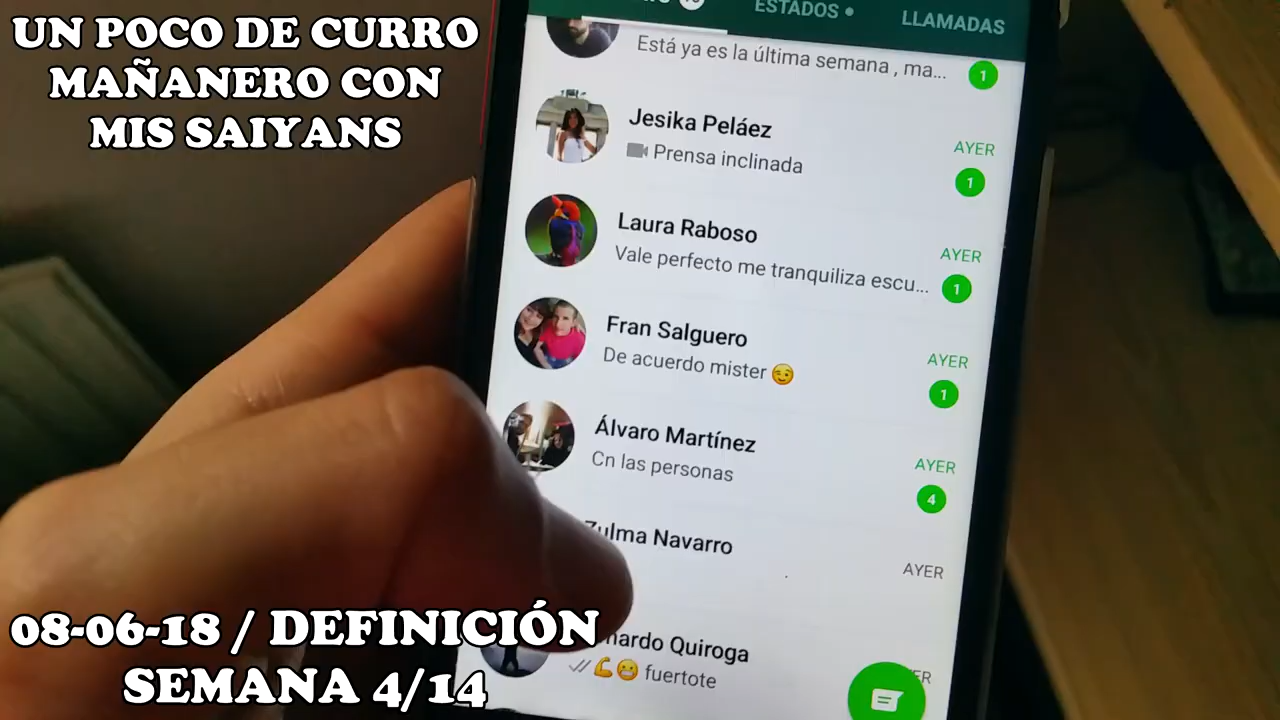 UN POCO DE CURRO
MAÑANERO CON
MIS SAIYANS
ESTADOS
LLAMADAS
Está ya es la última semana , ma...
1
Jesika Peláez
AYER
Prensa inclinada
1
Laura Raboso
AYER
Vale perfecto me tranquiliza escu...
1
Fran Salguero
AYER
De acuerdo mister 😉
1
Álvaro Martínez
AYER
Cn las personas
4
Zulma Navarro
AYER
08-06-18 / DEFINICIÓN
SEMANA 4/14
Quiroga
💪😬 fuertote